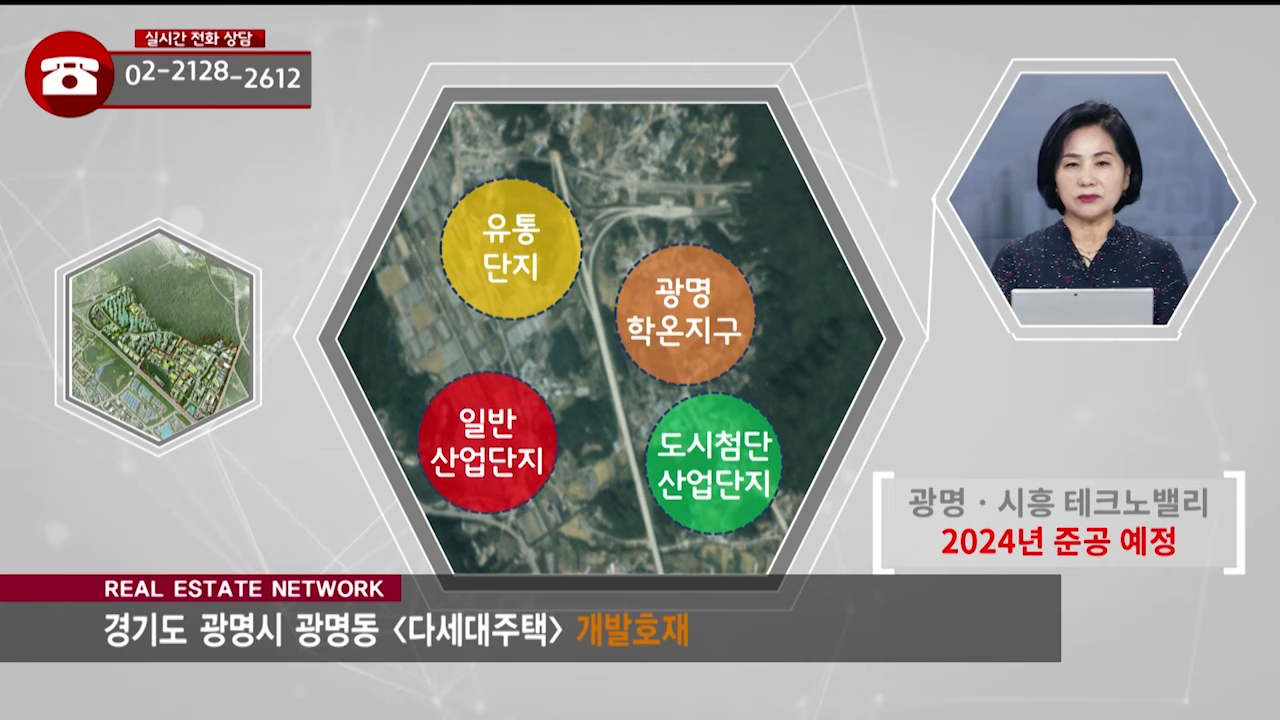 실시간 전화 상담
02-2128-2612
유통
단지
광명
학온지구
일반
산업단지
도시첨단
산업단지
광명·시흥 테크노밸리
2024년 준공 예정
REAL ESTATE NETWORK
경기도 광명시 광명동 <다세대주택> 개발호재